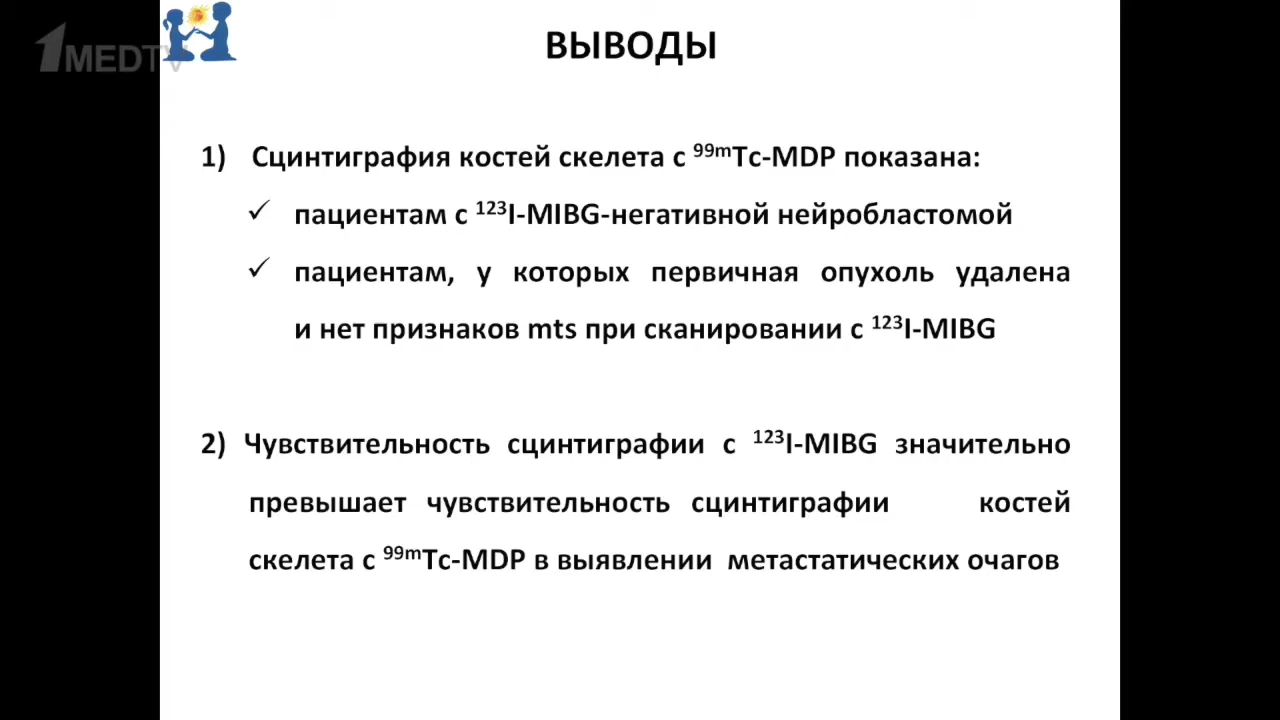 1MEDTV
ВЫВОДЫ
1) Сцинтиграфия костей скелета с ⁹⁹ᵐTc-MDP показана:
✓ пациентам с ¹²³I-MIBG-негативной нейробластомой
✓ пациентам, у которых первичная опухоль удалена
и нет признаков mts при сканировании с ¹²³I-MIBG
2) Чувствительность сцинтиграфии с ¹²³I-MIBG значительно
превышает чувствительность сцинтиграфии костей
скелета с ⁹⁹ᵐTc-MDP в выявлении метастатических очагов